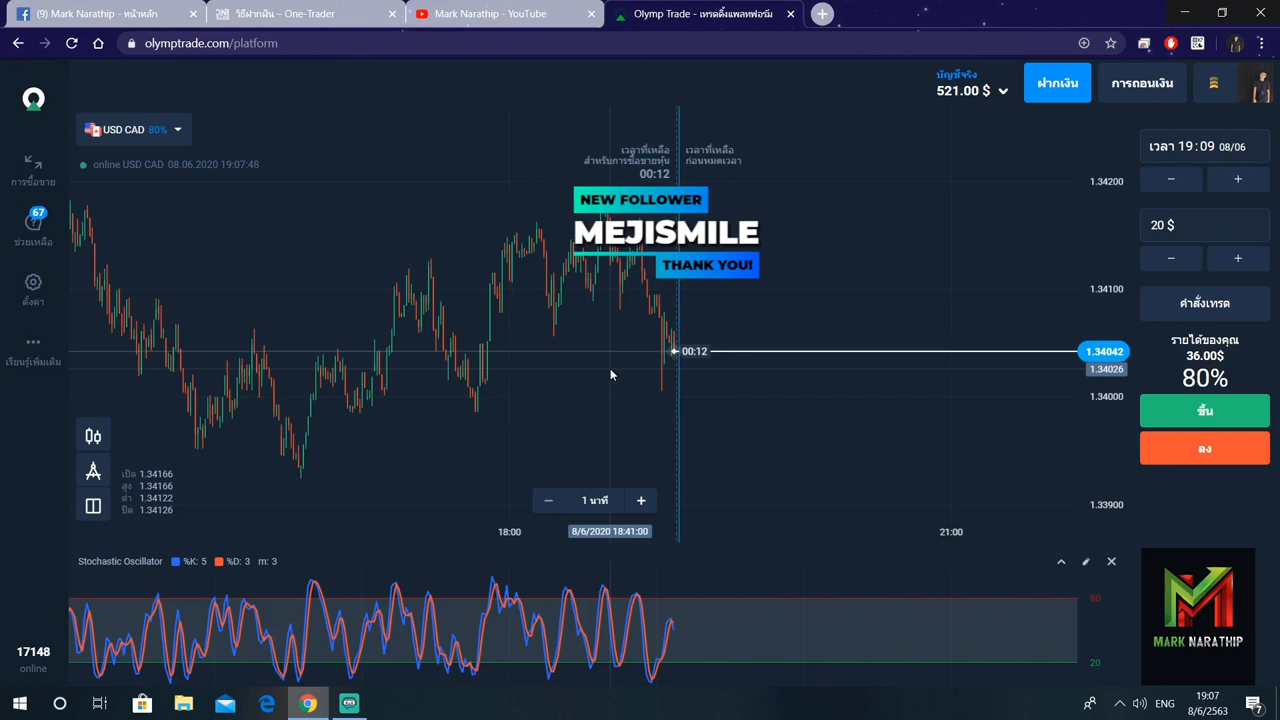 (9) Mark Narathip - หน้าหลัก
วิธีฝากเงิน – One-Trader
Mark Narathip - YouTube
Olymp Trade - เทรดดิ้งแพลทฟอร์ม
olymptrade.com/platform
บัญชีจริง
521.00 $
ฝากเงิน
การถอนเงิน
USD CAD 80%
online USD CAD 08.06.2020 19:07:48
การซื้อขาย
67
ช่วยเหลือ
ตั้งค่า
เรียนรู้เพิ่มเติม
เวลาที่เหลือ
สำหรับการซื้อขายหุ้น
00:12
เวลาที่เหลือ
ก่อนหมดเวลา
NEW FOLLOWER
MEJISMILE
THANK YOU!
00:12
1.34200
1.34100
1.34042
1.34026
1.34000
1.33900
เวลา 19:09 08/06
− +
20 $
− +
คำสั่งเทรด
รายได้ของคุณ
36.00$
80%
ขึ้น
ลง
เปิด 1.34166
สูง 1.34166
ต่ำ 1.34122
ปิด 1.34126
− 1 นาที +
18:00
8/6/2020 18:41:00
21:00
Stochastic Oscillator %K: 5 %D: 3 m: 3
80
20
MARK NARATHIP
17148
online
ENG
19:07
8/6/2563
7